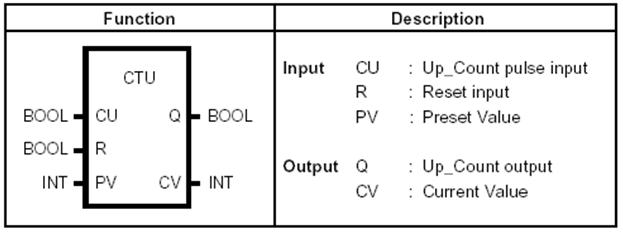 Function
Description
CTU
BOOL CU Q BOOL
BOOL R
INT PV CV INT
Input CU : Up_Count pulse input
R : Reset input
PV : Preset Value
Output Q : Up_Count output
CV : Current Value